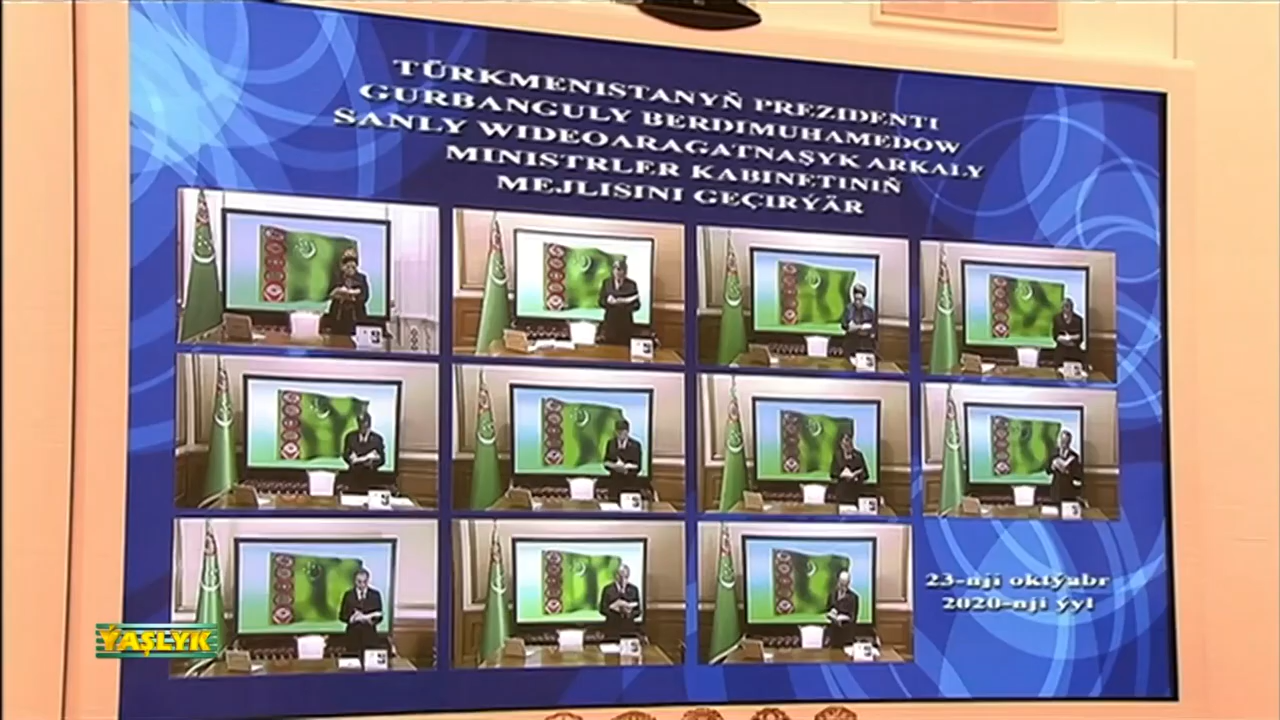 TÜRKMENISTANYŇ PREZIDENTI
GURBANGULY BERDIMUHAMEDOW
SANLY WIDEOARAGATNAŞYK ARKALY
MINISTRLER KABINETINIŇ
MEJLISINI GEÇIRÝÄR
23-nji oktýabr
2020-nji ýyl
ÝAŞLYK